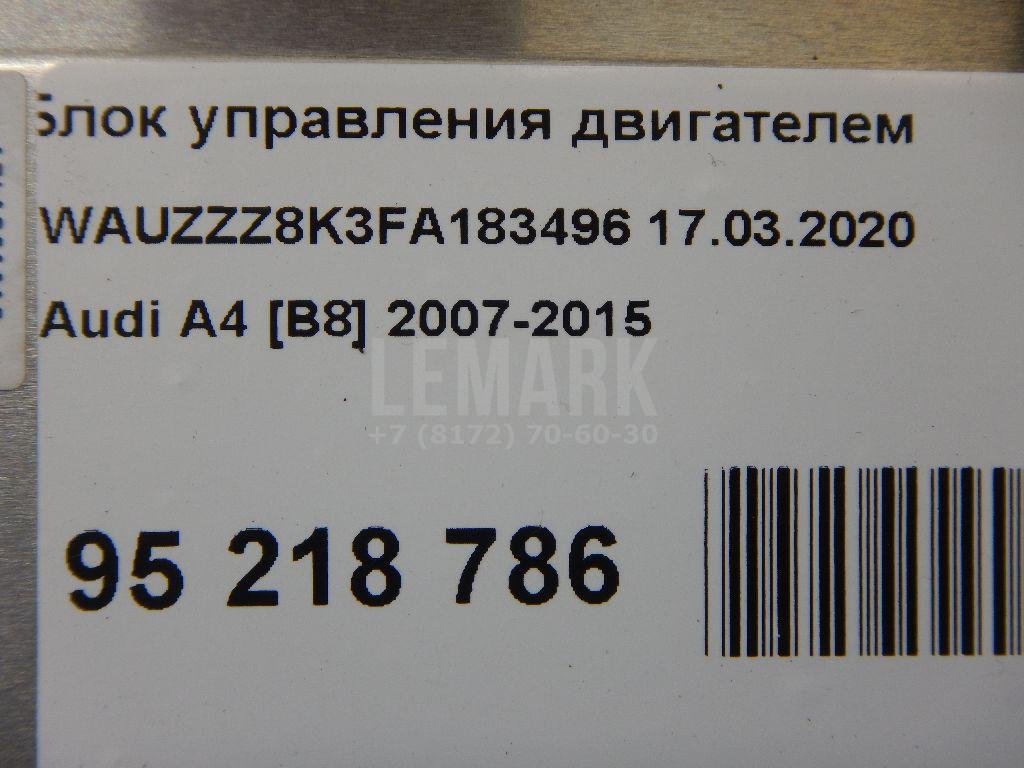 Блок управления двигателем
WAUZZZ8K3FA183496 17.03.2020
Audi A4 [B8] 2007-2015
LEMARK
+7 (8172) 70-60-30
95 218 786